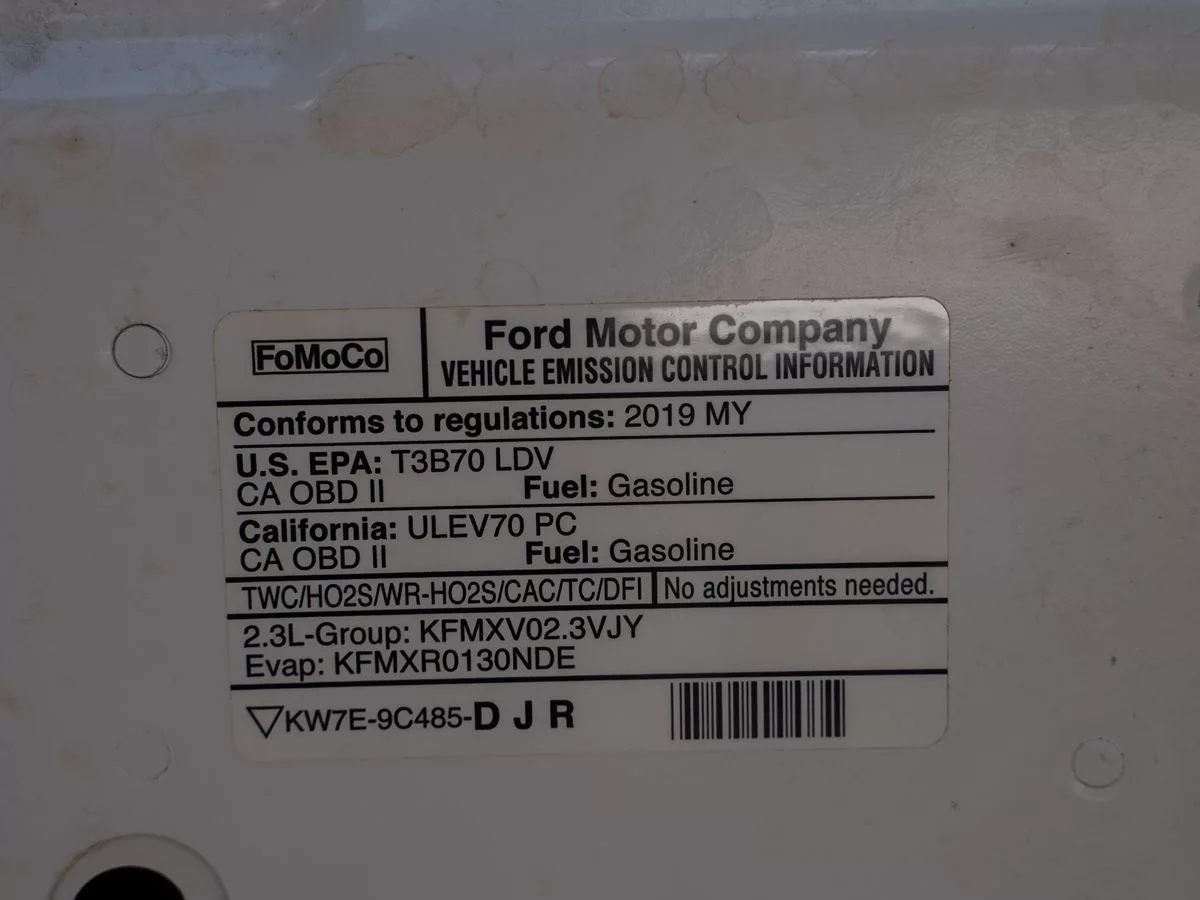 FoMoCo
Ford Motor Company
VEHICLE EMISSION CONTROL INFORMATION
Conforms to regulations: 2019 MY
U.S. EPA: T3B70 LDV
CA OBD II Fuel: Gasoline
California: ULEV70 PC
CA OBD II Fuel: Gasoline
TWC/HO2S/WR-HO2S/CAC/TC/DFI No adjustments needed.
2.3L-Group: KFMXV02.3VJY
Evap: KFMXR0130NDE
KW7E-9C485-D J R